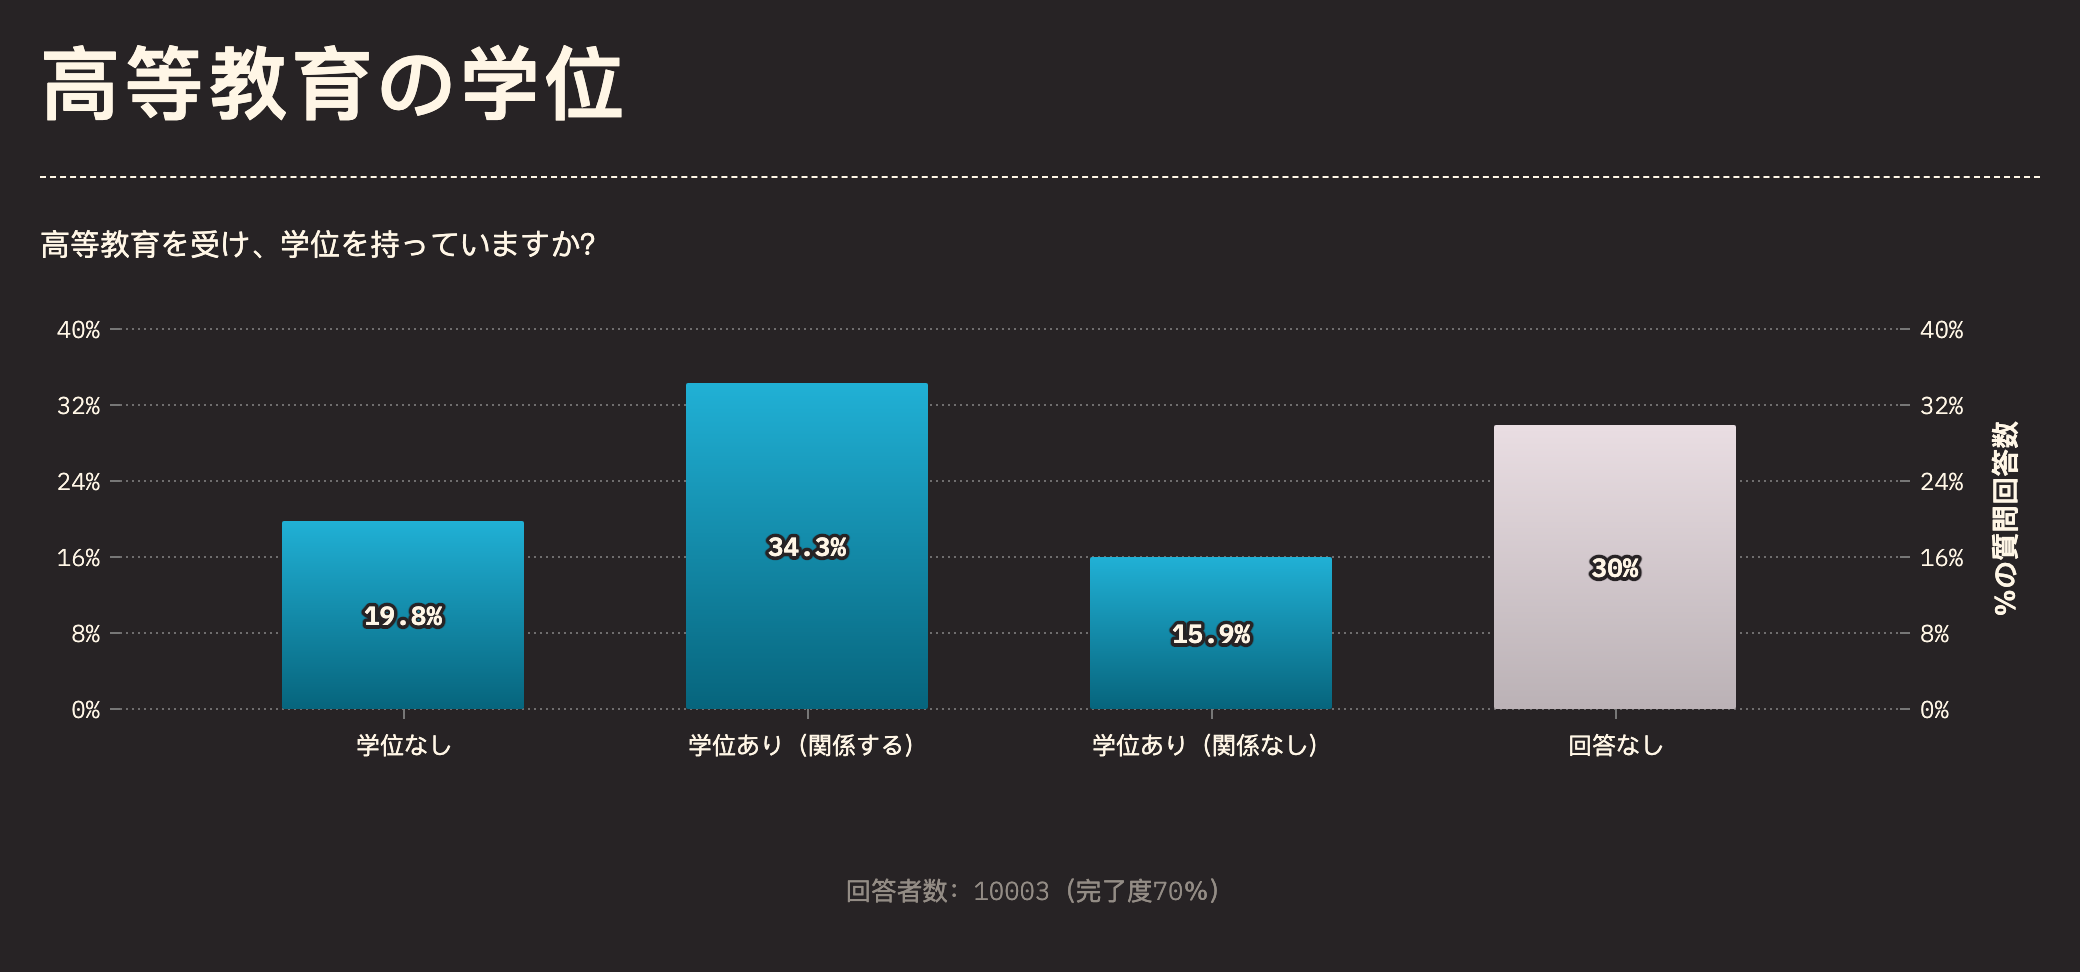 高等教育の学位
高等教育を受け、学位を持っていますか?
40%
32%
24%
16%
8%
0%
40%
32%
24%
16%
8%
0%
%の質問回答数
19.8%
34.3%
15.9%
30%
学位なし
学位あり（関係する）
学位あり（関係なし）
回答なし
回答者数: 10003（完了度70%）